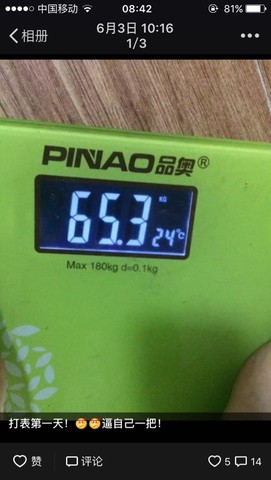 中国移动 08:42 81%
相册
6月3日 10:16
1/3
PINAO品奥®
KG
65.3 24℃
Max 180kg d=0.1kg
打表第一天！🤔🤔逼自己一把！
赞 评论 5 14